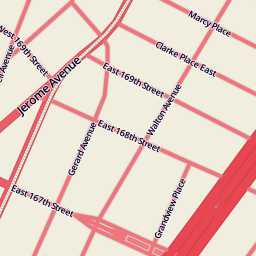 Marcy Place
West 169th Street
Clarke Place East
East 169th Street
Jerome Avenue
Walton Avenue
East 168th Street
Gerard Avenue
Grandview Place
East 167th Street